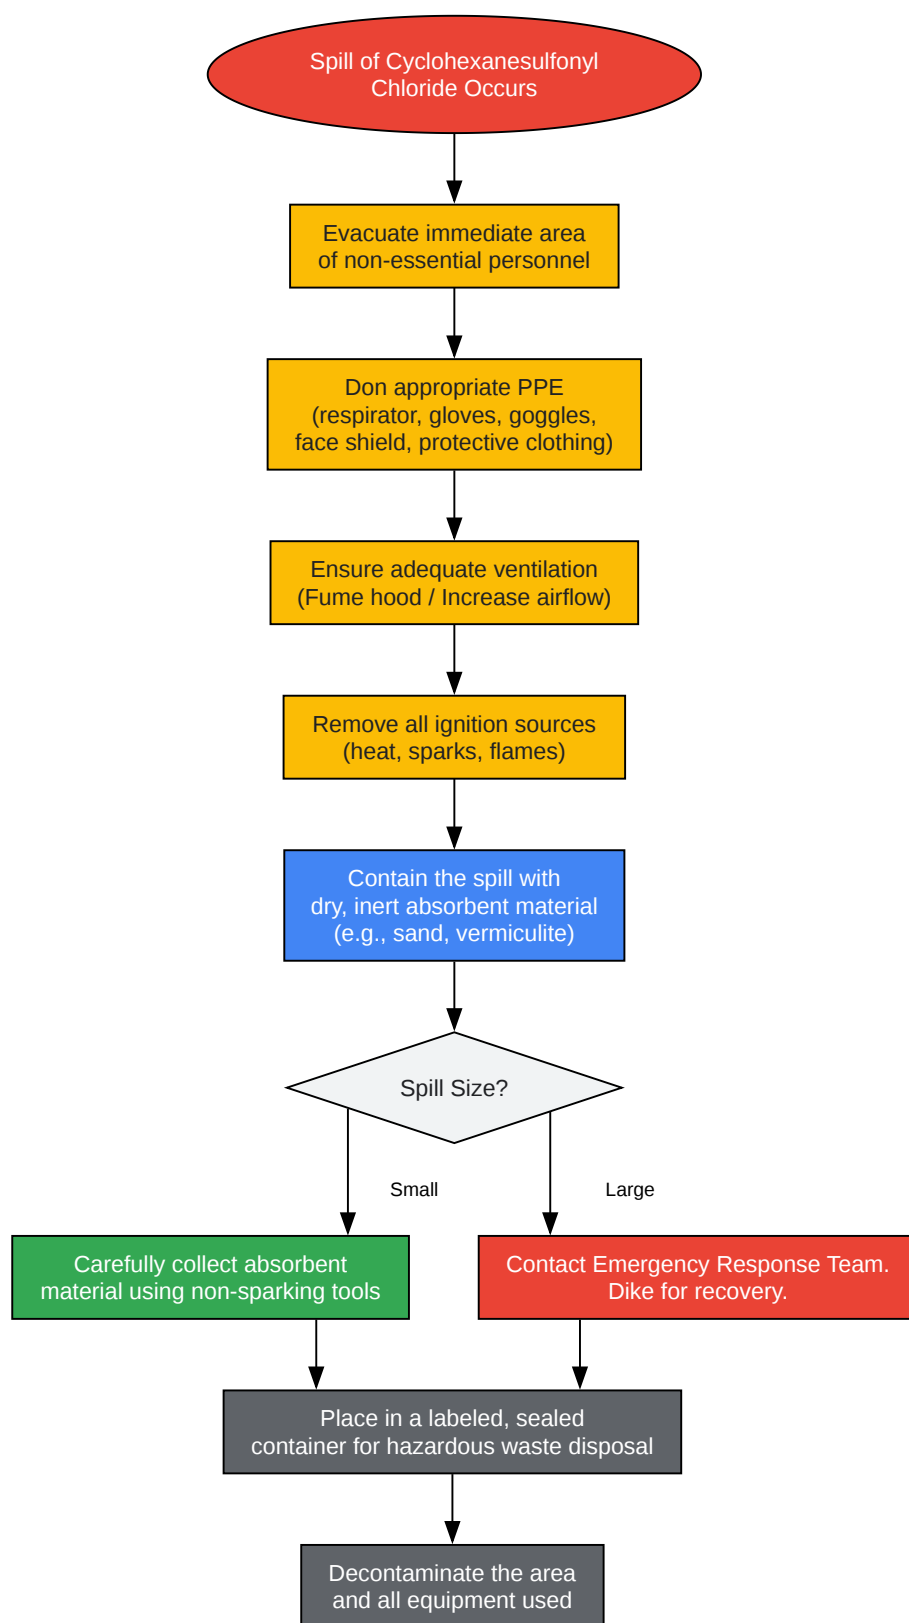 Spill of Cyclohexanesulfonyl
Chloride Occurs
Evacuate immediate area
of non-essential personnel
Don appropriate PPE
(respirator, gloves, goggles,
face shield, protective clothing)
Ensure adequate ventilation
(Fume hood / Increase airflow)
Remove all ignition sources
(heat, sparks, flames)
Contain the spill with
dry, inert absorbent material
(e.g., sand, vermiculite)
Spill Size?
Small
Large
Carefully collect absorbent
material using non-sparking tools
Contact Emergency Response Team.
Dike for recovery.
Place in a labeled, sealed
container for hazardous waste disposal
Decontaminate the area
and all equipment used